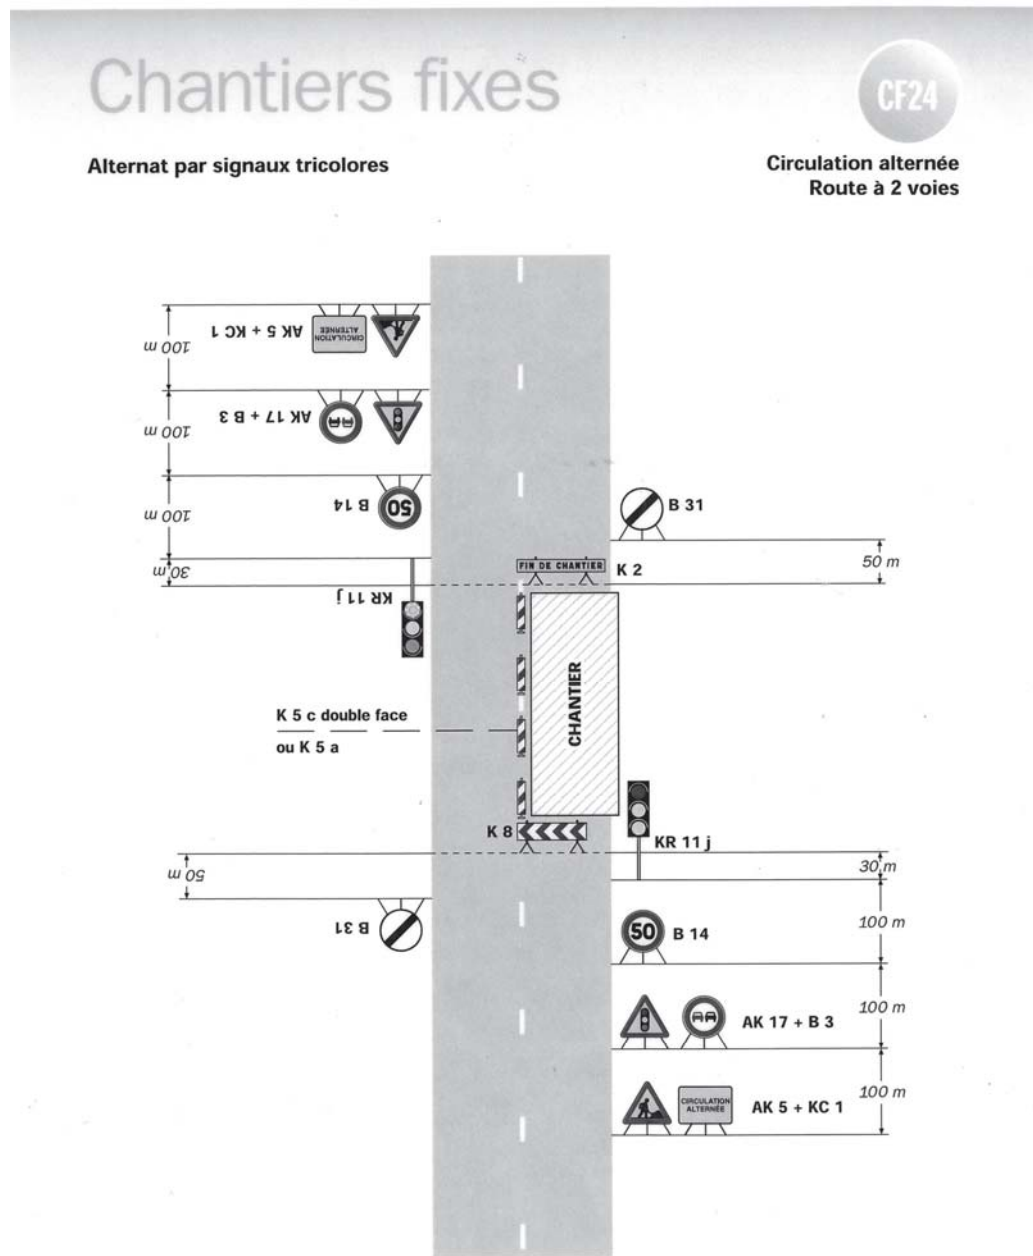 Chantiers fixes
CF24
Alternat par signaux tricolores
Circulation alternée
Route à 2 voies
100 m
AK 5 + KC 1
CIRCULATION
ALTERNÉE
100 m
AK 17 + B 3
100 m
B 14
50
30 m
KR 11 j
B 31
50 m
FIN DE CHANTIER
K 2
CHANTIER
K 5 c double face
ou K 5 a
K 8
KR 11 j
30 m
50 m
B 31
50
B 14
100 m
AK 17 + B 3
100 m
CIRCULATION
ALTERNÉE
AK 5 + KC 1
100 m